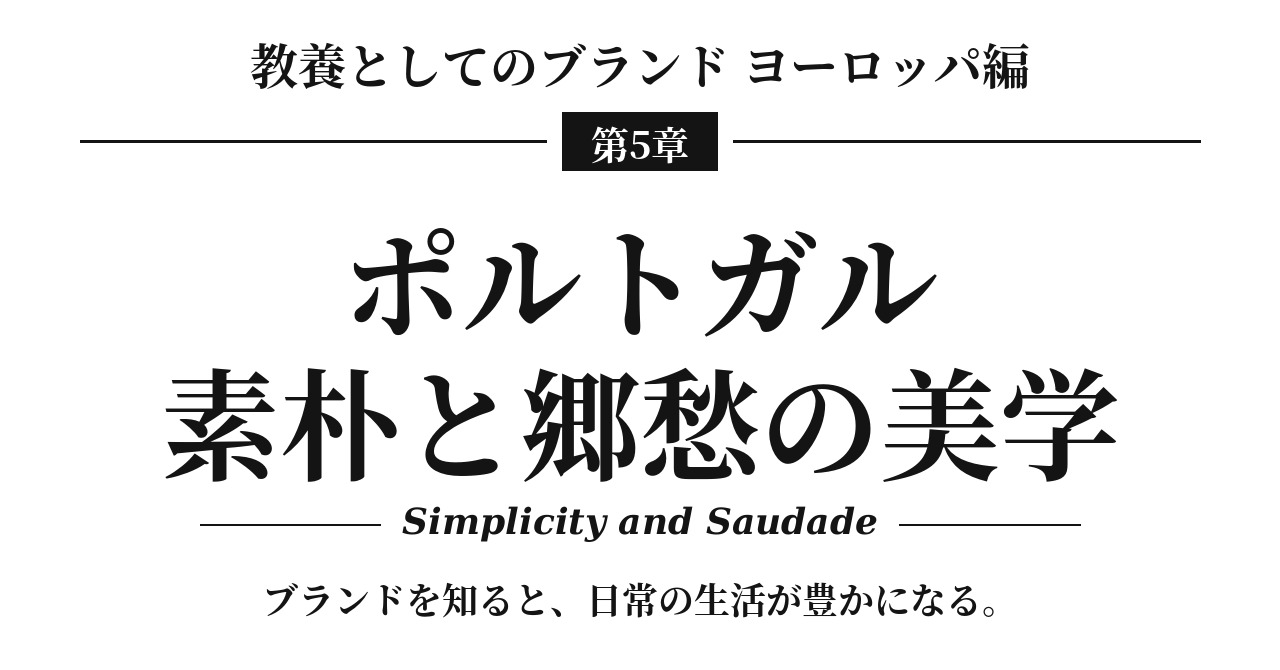 教養としてのブランド ヨーロッパ編
第5章
ポルトガル
素朴と郷愁の美学
Simplicity and Saudade
ブランドを知ると、日常の生活が豊かになる。